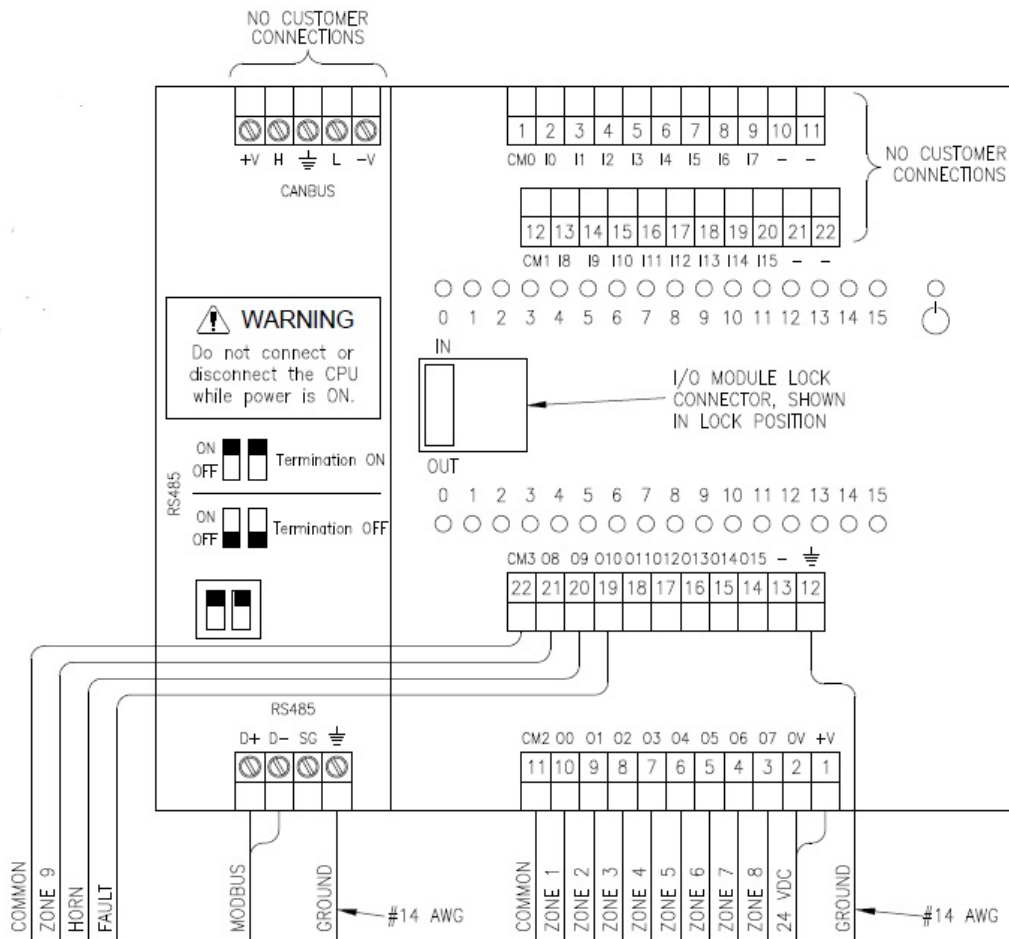 NO CUSTOMER
CONNECTIONS
+V H L -V
CANBUS
1 2 3 4 5 6 7 8 9 10 11
CM0 I0 I1 I2 I3 I4 I5 I6 I7 - -
NO CUSTOMER
CONNECTIONS
12 13 14 15 16 17 18 19 20 21 22
CM1 I8 I9 I10 I11 I12 I13 I14 I15 - -
0 1 2 3 4 5 6 7 8 9 10 11 12 13 14 15
WARNING
Do not connect or
disconnect the CPU
while power is ON.
IN
OUT
I/O MODULE LOCK
CONNECTOR, SHOWN
IN LOCK POSITION
RS485
ON
OFF
Termination ON
ON
OFF
Termination OFF
0 1 2 3 4 5 6 7 8 9 10 11 12 13 14 15
CM3 O8 O9 O10 O11 O12 O13 O14 O15 -
22 21 20 19 18 17 16 15 14 13 12
RS485
D+ D- SG
CM2 O0 O1 O2 O3 O4 O5 O6 O7 0V +V
11 10 9 8 7 6 5 4 3 2 1
COMMON
ZONE 9
HORN
FAULT
MODBUS
GROUND
#14 AWG
COMMON
ZONE 1
ZONE 2
ZONE 3
ZONE 4
ZONE 5
ZONE 6
ZONE 7
ZONE 8
24 VDC
GROUND
#14 AWG